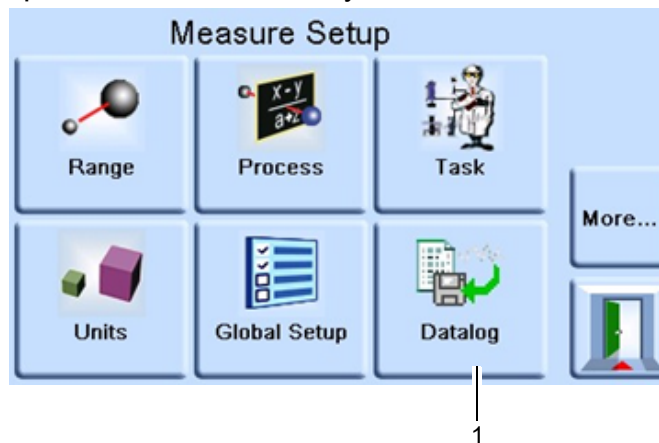 Measure Setup
x-y
a+z
Range
Process
Task
More...
Units
Global Setup
Datalog
1